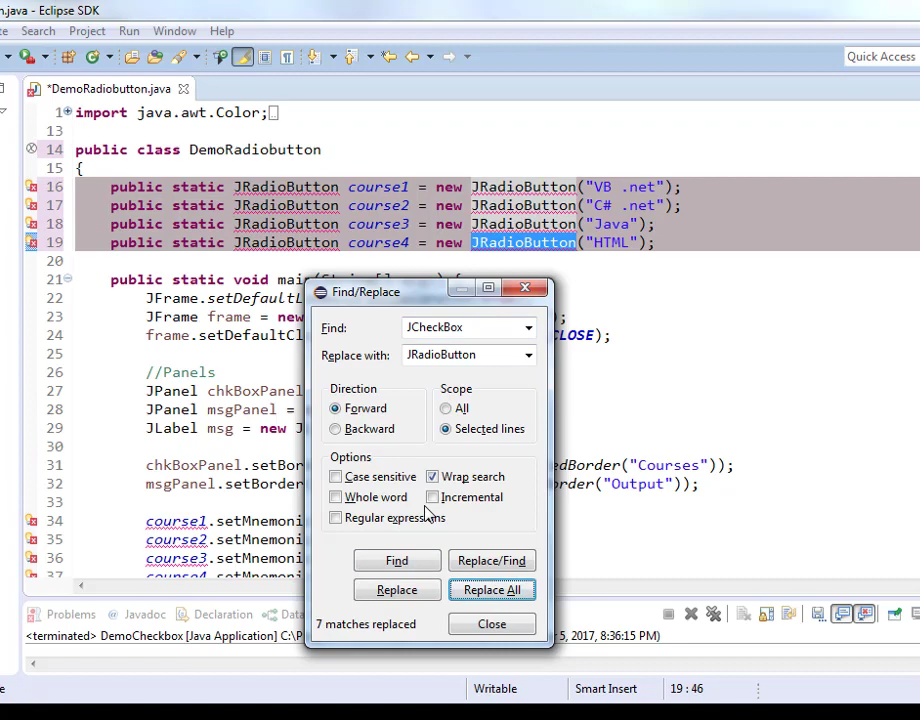 n.java - Eclipse SDK
e Search Project Run Window Help
Quick Access
*DemoRadiobutton.java
1 import java.awt.Color;
13
14 public class DemoRadiobutton
15 {
16 public static JRadioButton course1 = new JRadioButton("VB .net");
17 public static JRadioButton course2 = new JRadioButton("C# .net");
18 public static JRadioButton course3 = new JRadioButton("Java");
19 public static JRadioButton course4 = new JRadioButton("HTML");
20
21 public static void main(
22 JFrame.setDefaultL
23 JFrame frame = new );
24 frame.setDefaultCl CLOSE);
25
26 //Panels
27 JPanel chkBoxPanel
28 JPanel msgPanel =
29 JLabel msg = new J
30
31 chkBoxPanel.setBor edBorder("Courses"));
32 msgPanel.setBorder er("Output"));
33
34 course1.setMnemoni
35 course2.setMnemoni
36 course3.setMnemoni
37 course4.setMnemoni
Find/Replace
Find: JCheckBox
Replace with: JRadioButton
Direction Scope
Forward All
Backward Selected lines
Options
Case sensitive Wrap search
Whole word Incremental
Regular expressions
Find Replace/Find
Replace Replace All
7 matches replaced Close
Problems Javadoc Declaration Dat
<terminated> DemoCheckbox [Java Application] C:\P 5, 2017, 8:36:15 PM)
e Writable Smart Insert 19 : 46